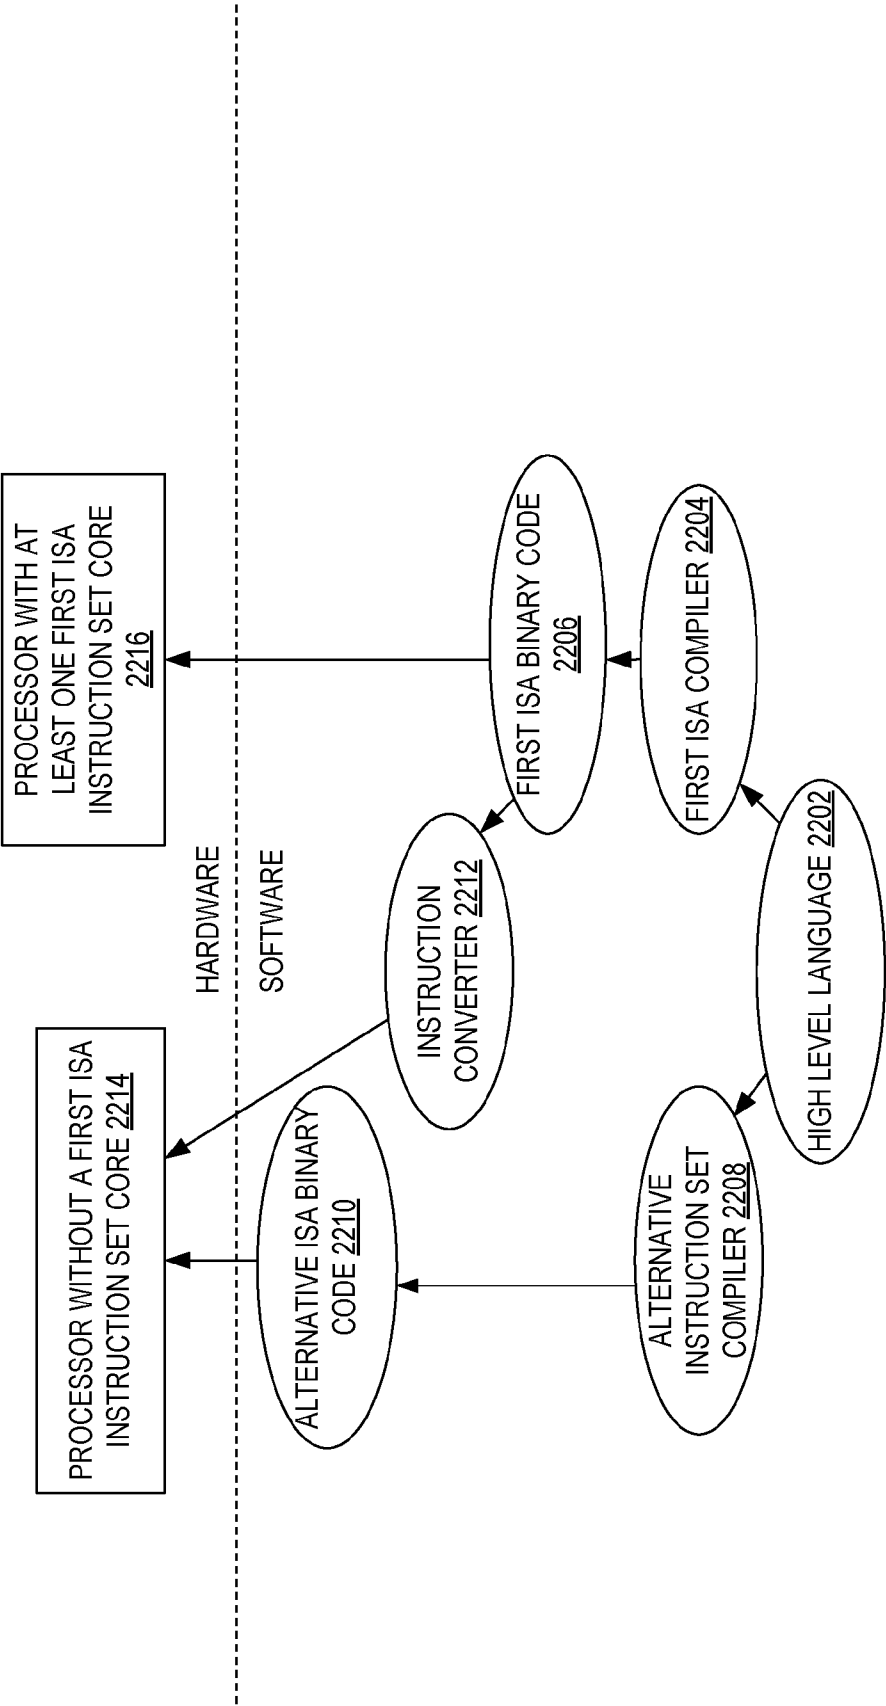 PROCESSOR WITHOUT A FIRST ISA
INSTRUCTION SET CORE 2214
PROCESSOR WITH AT
LEAST ONE FIRST ISA
INSTRUCTION SET CORE
2216
HARDWARE
SOFTWARE
ALTERNATIVE ISA BINARY
CODE 2210
INSTRUCTION
CONVERTER 2212
FIRST ISA BINARY CODE
2206
ALTERNATIVE
INSTRUCTION SET
COMPILER 2208
FIRST ISA COMPILER 2204
HIGH LEVEL LANGUAGE 2202